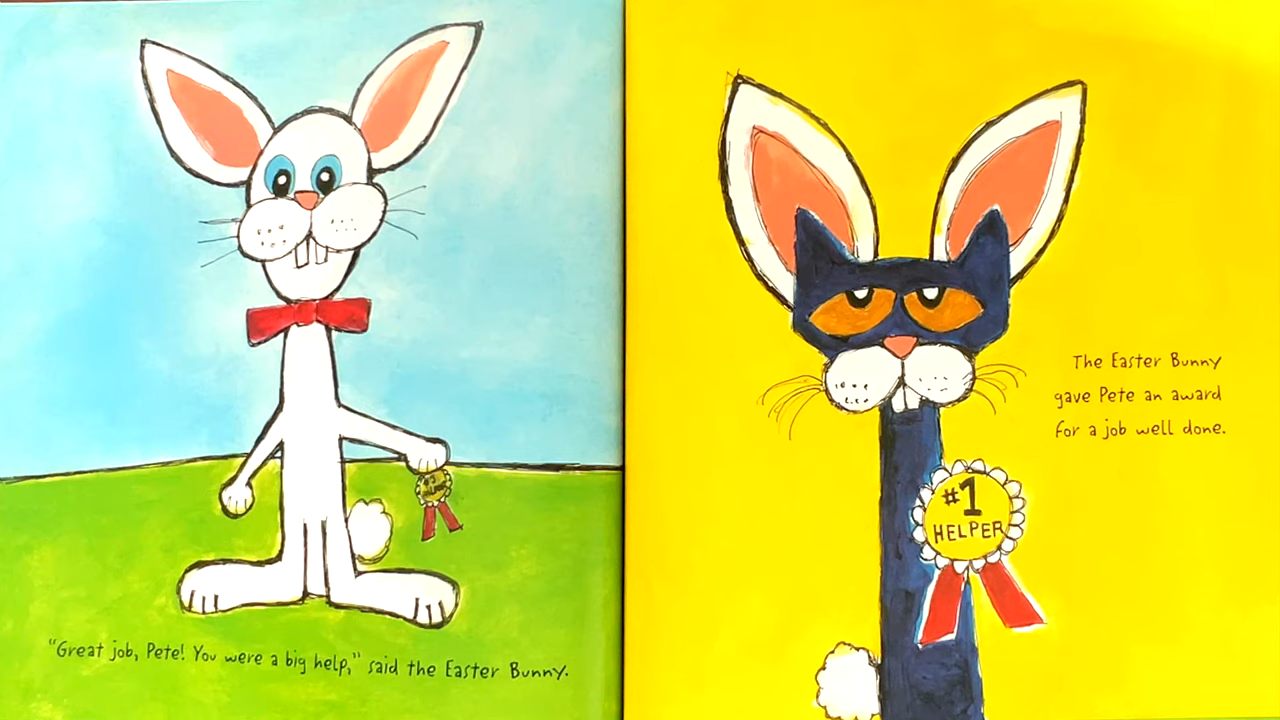 "Great job, Pete! You were a big help," said the Easter Bunny.
The Easter Bunny
gave Pete an award
for a job well done.
#1
HELPER